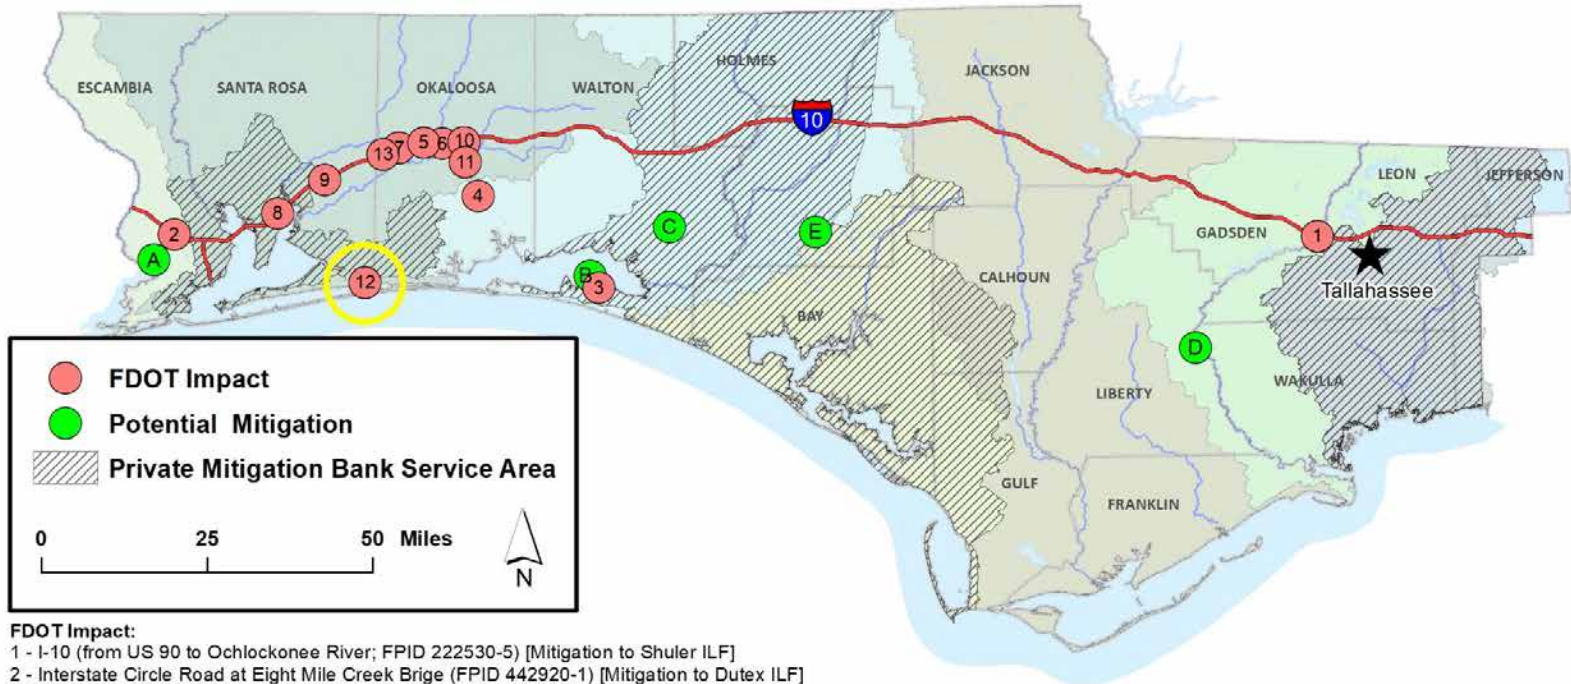 ESCAMBIA
SANTA ROSA
OKALOOSA
WALTON
HOLMES
JACKSON
10
13
7
5
6
10
11
9
4
8
2
A
12
B
3
C
E
BAY
CALHOUN
GADSDEN
LEON
JEFFERSON
1
Tallahassee
D
WAKULLA
LIBERTY
GULF
FRANKLIN
FDOT Impact
Potential Mitigation
Private Mitigation Bank Service Area
0 25 50 Miles
N
FDOT Impact:
1 - I-10 (from US 90 to Ochlockonee River; FPID 222530-5) [Mitigation to Shuler ILF]
2 - Interstate Circle Road at Eight Mile Creek Brige (FPID 442920-1) [Mitigation to Dutex ILF]